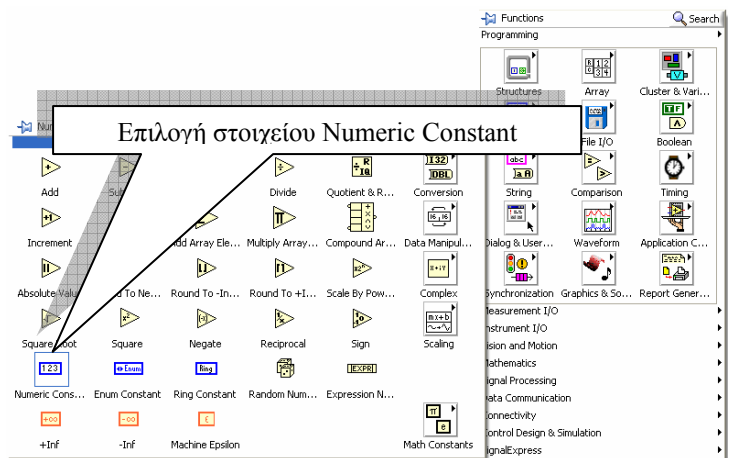 Functions
Search
Programming
Structures
Array
Cluster & Vari...
Επιλογή στοιχείου Numeric Constant
File I/O
Boolean
Add
Divide
Quotient & R...
Conversion
String
Comparison
Timing
Increment
Add Array Ele...
Multiply Array...
Compound Ar...
Data Manipul...
Dialog & User...
Waveform
Application C...
Absolute Value
Round To -In...
Round To +I...
Scale By Pow...
Complex
Synchronization
Graphics & So...
Report Gener...
Square Root
Square
Negate
Reciprocal
Sign
Scaling
Measurement I/O
Instrument I/O
Vision and Motion
Mathematics
Signal Processing
Data Communication
Connectivity
Control Design & Simulation
SignalExpress
Numeric Cons...
Enum Constant
Ring Constant
Random Num...
Expression N...
+Inf
-Inf
Machine Epsilon
Math Constants